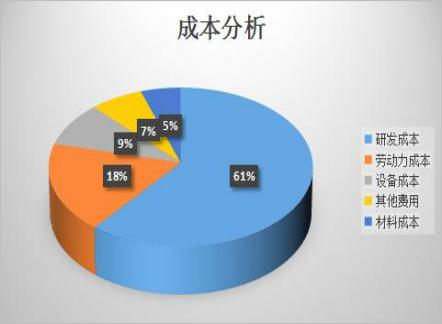 成本分析
5%
7%
9%
18%
61%
研发成本
劳动力成本
设备成本
其他费用
材料成本